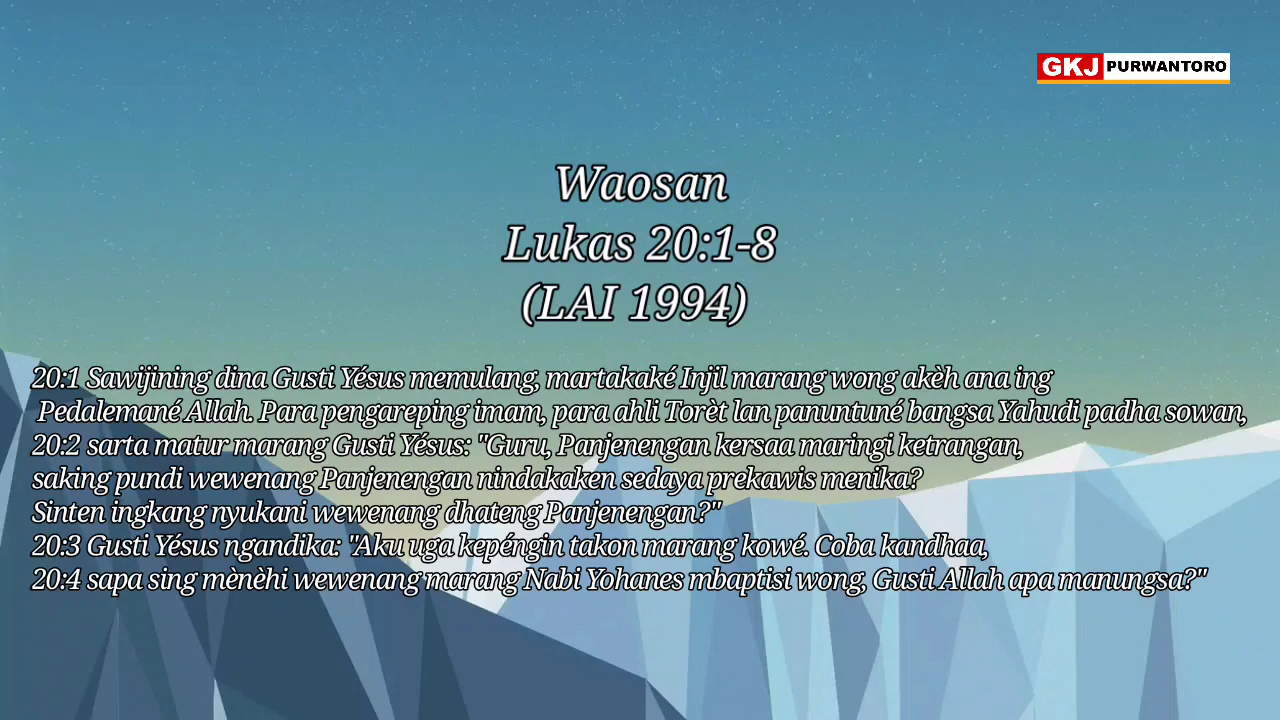 GKJ PURWANTORO
Waosan
Lukas 20:1-8
(LAI 1994)
20:1 Sawijining dina Gusti Yésus memulang, martakaké Injil marang wong akèh ana ing
Pedalemané Allah. Para pengareping imam, para ahli Torèt lan panuntuné bangsa Yahudi padha sowan,
20:2 sarta matur marang Gusti Yésus: "Guru, Panjenengan kersaa maringi ketrangan,
saking pundi wewenang Panjenengan nindakaken sedaya prekawis menika?
Sinten ingkang nyukani wewenang dhateng Panjenengan?"
20:3 Gusti Yésus ngandika: "Aku uga kepéngin takon marang kowé. Coba kandhaa,
20:4 sapa sing mènèhi wewenang marang Nabi Yohanes mbaptisi wong, Gusti Allah apa manungsa?"